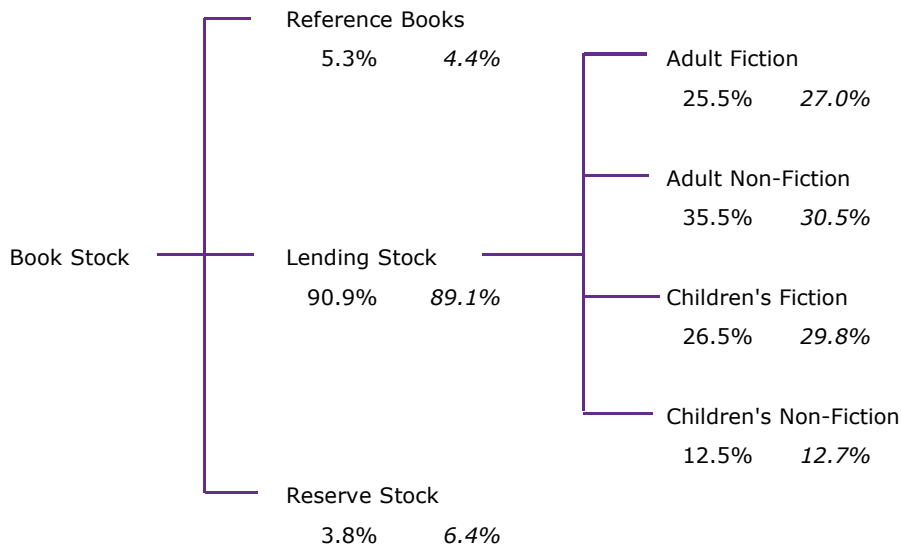 Reference Books
5.3% 4.4%
Adult Fiction
25.5% 27.0%
Adult Non-Fiction
35.5% 30.5%
Book Stock
Lending Stock
90.9% 89.1%
Children's Fiction
26.5% 29.8%
Children's Non-Fiction
12.5% 12.7%
Reserve Stock
3.8% 6.4%